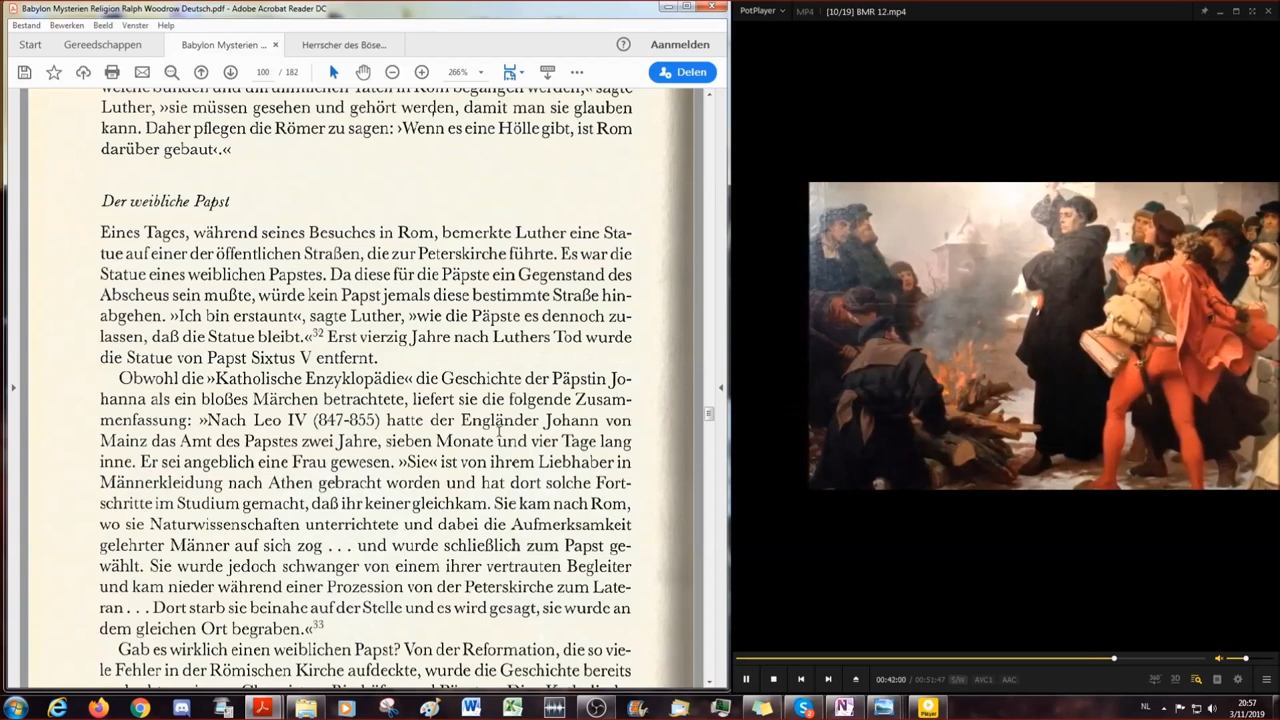 Babylon Mysterien Religion Ralph Woodrow Deutsch.pdf - Adobe Acrobat Reader DC
Bestand Bewerken Beeld Venster Help
Start Gereedschappen Babylon Mysterien ... × Herrscher des Böse... Aanmelden
100 / 182 266% Delen
Luther, »sie müssen gesehen und gehört werden, damit man sie glauben
kann. Daher pflegen die Römer zu sagen: ›Wenn es eine Hölle gibt, ist Rom
darüber gebaut‹.«
Der weibliche Papst
Eines Tages, während seines Besuches in Rom, bemerkte Luther eine Sta-
tue auf einer der öffentlichen Straßen, die zur Peterskirche führte. Es war die
Statue eines weiblichen Papstes. Da diese für die Päpste ein Gegenstand des
Abscheus sein mußte, würde kein Papst jemals diese bestimmte Straße hin-
abgehen. »Ich bin erstaunt«, sagte Luther, »wie die Päpste es dennoch zu-
lassen, daß die Statue bleibt.«32 Erst vierzig Jahre nach Luthers Tod wurde
die Statue von Papst Sixtus V entfernt.
Obwohl die »Katholische Enzyklopädie« die Geschichte der Päpstin Jo-
hanna als ein bloßes Märchen betrachtete, liefert sie die folgende Zusam-
menfassung: »Nach Leo IV (847-855) hatte der Engländer Johann von
Mainz das Amt des Papstes zwei Jahre, sieben Monate und vier Tage lang
inne. Er sei angeblich eine Frau gewesen. »Sie« ist von ihrem Liebhaber in
Männerkleidung nach Athen gebracht worden und hat dort solche Fort-
schritte im Studium gemacht, daß ihr keiner gleichkam. Sie kam nach Rom,
wo sie Naturwissenschaften unterrichtete und dabei die Aufmerksamkeit
gelehrter Männer auf sich zog . . . und wurde schließlich zum Papst ge-
wählt. Sie wurde jedoch schwanger von einem ihrer vertrauten Begleiter
und kam nieder während einer Prozession von der Peterskirche zum Late-
ran . . . Dort starb sie beinahe auf der Stelle und es wird gesagt, sie wurde an
dem gleichen Ort begraben.«33
Gab es wirklich einen weiblichen Papst? Von der Reformation, die so vie-
le Fehler in der Römischen Kirche aufdeckte, wurde die Geschichte bereits
PotPlayer MP4 [10/19] BMR 12.mp4
00:42:00 / 00:51:47 S/W AVC1 AAC
360° 3D
NL 20:57
3/11/2019